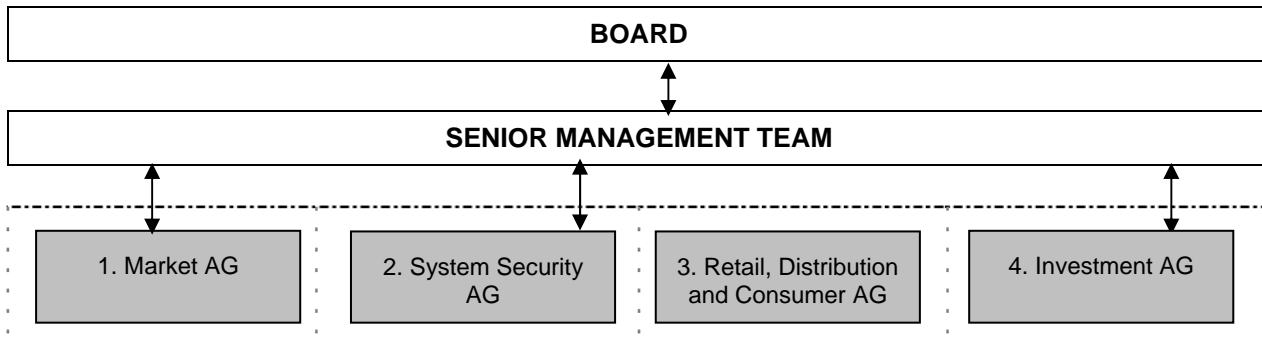 BOARD
SENIOR MANAGEMENT TEAM
1. Market AG
2. System Security
AG
3. Retail, Distribution
and Consumer AG
4. Investment AG